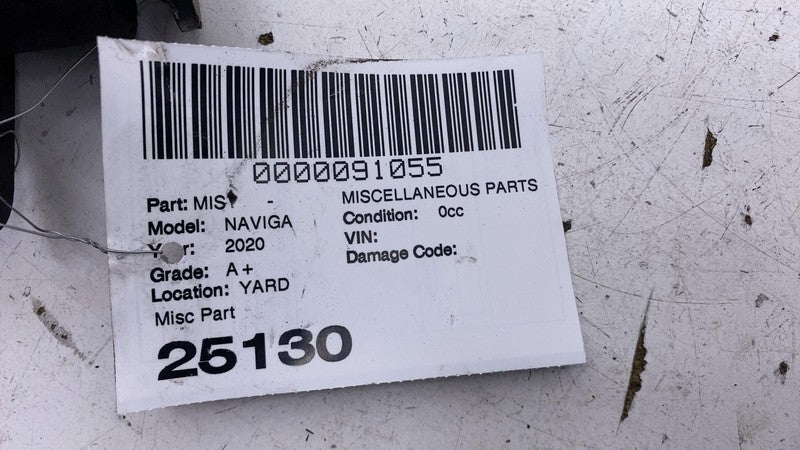 0000091055
Part: MIS - MISCELLANEOUS PARTS
Model: NAVIGA Condition: 0cc
Year: 2020 VIN:
Grade: A+ Damage Code:
Location: YARD
Misc Part
25130